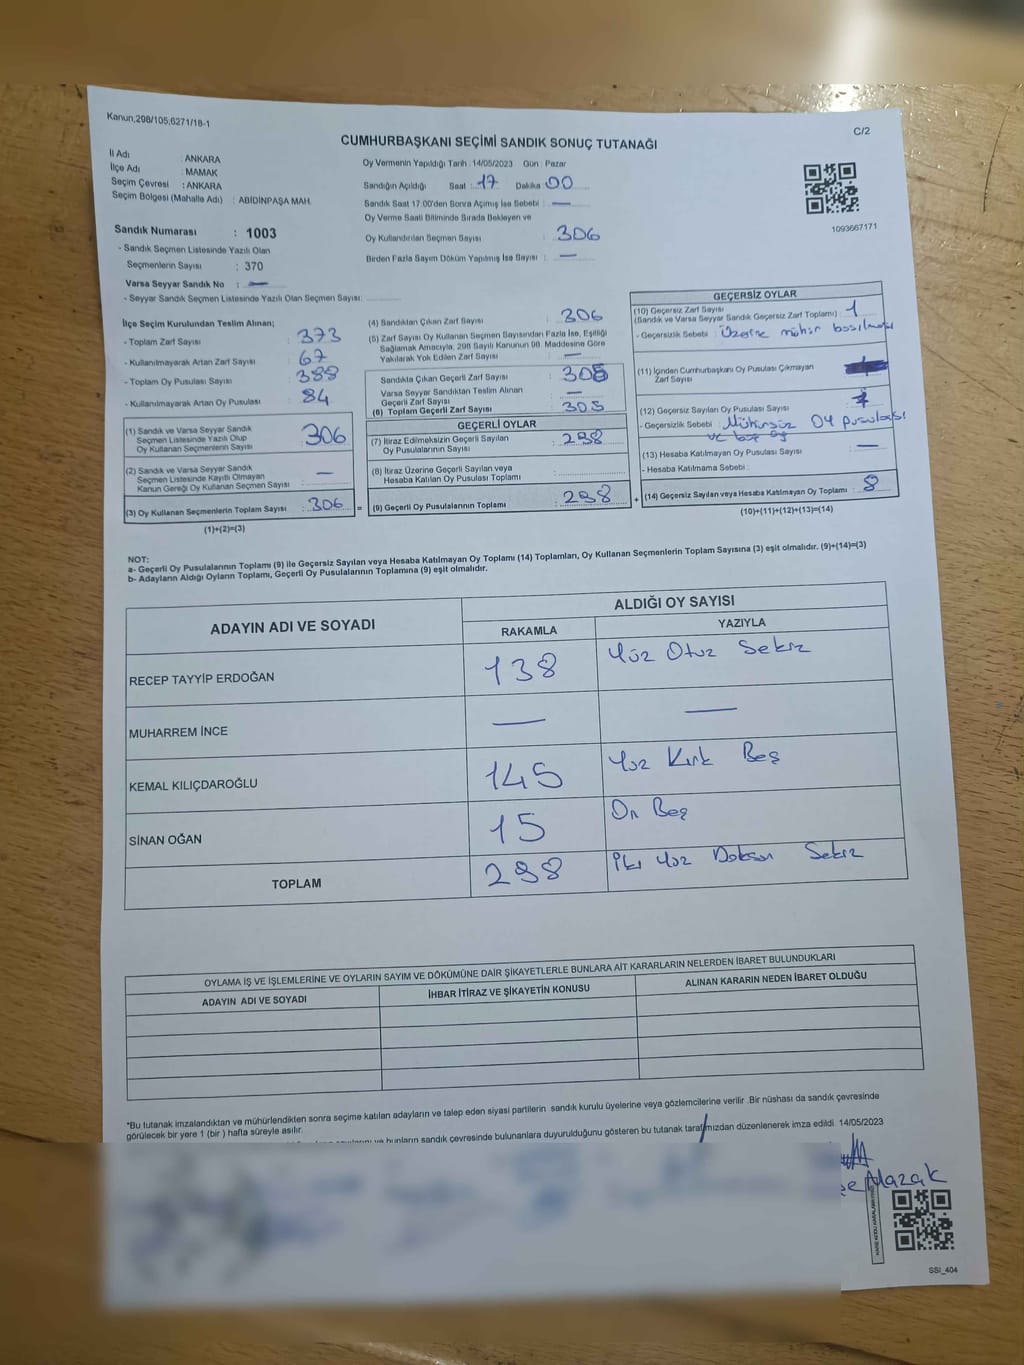 Kanun;298/105;6271/18-1
C/2
CUMHURBAŞKANI SEÇİMİ SANDIK SONUÇ TUTANAĞI
İl Adı : ANKARA
İlçe Adı : MAMAK
Seçim Çevresi : ANKARA
Seçim Bölgesi (Mahalle Adı) : ABİDİNPAŞA MAH.
Sandık Numarası : 1003
- Sandık Seçmen Listesinde Yazılı Olan
Seçmenlerin Sayısı : 370
Varsa Seyyar Sandık No : —
- Seyyar Sandık Seçmen Listesinde Yazılı Olan Seçmen Sayısı:
Oy Vermenin Yapıldığı Tarih : 14/05/2023 Gün : Pazar
Sandığın Açıldığı Saat : 17 Dakika : 00
Sandık Saat 17:00'den Sonra Açımış İse Sebebi : —
Oy Verme Saati Bitiminde Sırada Bekleyen ve
Oy Kullandırılan Seçmen Sayısı : 306
Birden Fazla Sayım Döküm Yapılmış İse Sayısı : —
1093667171
İlçe Seçim Kurulundan Teslim Alınan;
- Toplam Zarf Sayısı : 373
- Kullanılmayarak Artan Zarf Sayısı : 67
- Toplam Oy Pusulası Sayısı : 388
- Kullanılmayarak Artan Oy Pusulası : 84
(1) Sandık ve Varsa Seyyar Sandık
Seçmen Listesinde Yazılı Olup
Oy Kullanan Seçmenlerin Sayısı : 306
(2) Sandık ve Varsa Seyyar Sandık
Seçmen Listesinde Kayıtlı Olmayan
Kanun Gereği Oy Kullanan Seçmen Sayısı : —
(3) Oy Kullanan Seçmenlerin Toplam Sayısı : 306 =
(1)+(2)=(3)
(4) Sandıktan Çıkan Zarf Sayısı : 306
(5) Zarf Sayısı Oy Kullanan Seçmen Sayısından Fazla İse, Eşitliği
Sağlamak Amacıyla, 298 Sayılı Kanunun 98. Maddesine Göre
Yakılarak Yok Edilen Zarf Sayısı : —
Sandıkta Çıkan Geçerli Zarf Sayısı : 305
Varsa Seyyar Sandıktan Teslim Alınan
Geçerli Zarf Sayısı : —
(6) Toplam Geçerli Zarf Sayısı : 305
GEÇERLİ OYLAR
(7) İtiraz Edilmeksizin Geçerli Sayılan
Oy Pusulasının Sayısı : 298
(8) İtiraz Üzerine Geçerli Sayılan veya
Hesaba Katılan Oy Pusulası Toplamı :
(9) Geçerli Oy Pusulalarının Toplamı : 298 +
GEÇERSİZ OYLAR
(10) Geçersiz Zarf Sayısı
(Sandık ve Varsa Seyyar Sandık Geçersiz Zarf Toplamı) : 1
- Geçersizlik Sebebi : Üzerine mühür basılması
(11) İçinden Cumhurbaşkanı Oy Pusulası Çıkmayan
Zarf Sayısı
(12) Geçersiz Sayılan Oy Pusulası Sayısı : 7
- Geçersizlik Sebebi : Mühürsüz oy pusulası
ve boş oy
(13) Hesaba Katılmayan Oy Pusulası Sayısı : —
- Hesaba Katılmama Sebebi :
(14) Geçersiz Sayılan veya Hesaba Katılmayan Oy Toplamı : 8
(10)+(11)+(12)+(13)=(14)
NOT:
a- Geçerli Oy Pusulalarının Toplamı (9) ile Geçersiz Sayılan veya Hesaba Katılmayan Oy Toplamı (14) Toplamları, Oy Kullanan Seçmenlerin Toplam Sayısına (3) eşit olmalıdır. (9)+(14)=(3)
b- Adayların Aldığı Oyların Toplamı, Geçerli Oy Pusulalarının Toplamına (9) eşit olmalıdır.
ADAYIN ADI VE SOYADI
ALDIĞI OY SAYISI
RAKAMLA YAZIYLA
RECEP TAYYİP ERDOĞAN 138 Yüz Otuz Sekiz
MUHARREM İNCE — —
KEMAL KILIÇDAROĞLU 145 Yüz Kırk Beş
SİNAN OĞAN 15 On Beş
TOPLAM 298 İki Yüz Doksan Sekiz
OYLAMA İŞ VE İŞLEMLERİNE VE OYLARIN SAYIM VE DÖKÜMÜNE DAİR ŞİKAYETLERLE BUNLARA AİT KARARLARIN NELERDEN İBARET BULUNDUKLARI
ADAYIN ADI VE SOYADI İHBAR İTİRAZ VE ŞİKAYETİN KONUSU ALINAN KARARIN NEDEN İBARET OLDUĞU
*Bu tutanak imzalandıktan ve mühürlendikten sonra seçime katılan adayların ve talep eden siyasi partilerin sandık kurulu üyelerine veya gözlemcilerine verilir .Bir nüshası da sandık çevresinde
görülecek bir yere 1 (bir ) hafta süreyle asılır.
ve bunların sandık çevresinde bulunanlara duyurulduğunu gösteren bu tutanak tarafımızdan düzenlenerek imza edildi. 14/05/2023
SSI_404